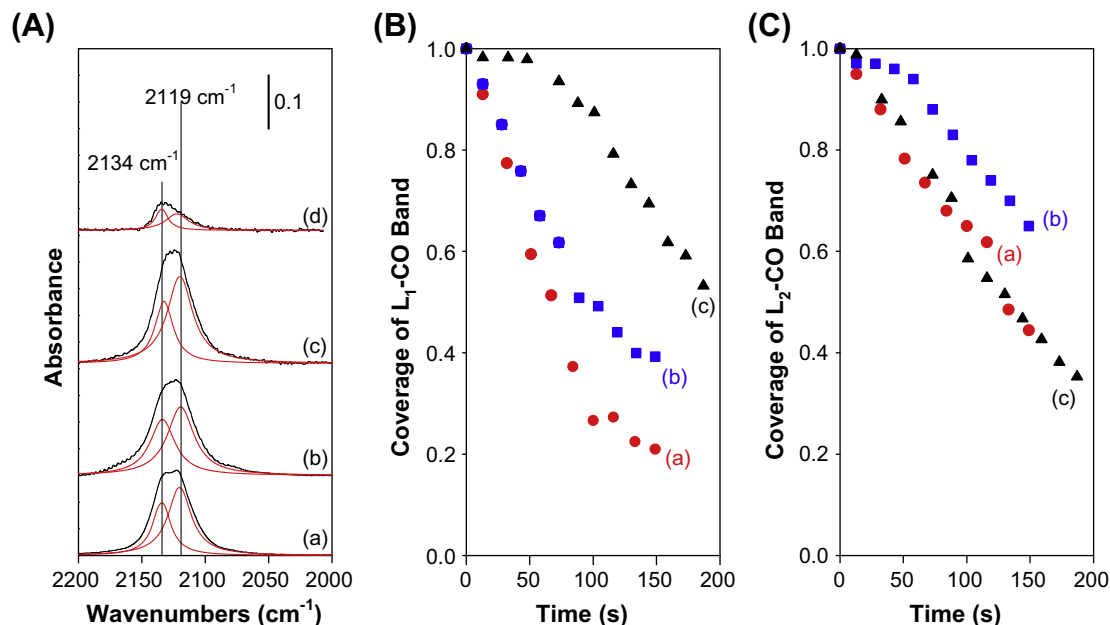 (A)
2119 cm⁻¹
0.1
2134 cm⁻¹
(d)
(c)
(b)
(a)
Absorbance
2200 2150 2100 2050 2000
Wavenumbers (cm⁻¹)
(B)
1.0
0.8
0.6
0.4
0.2
0.0
Coverage of L₁-CO Band
(c)
(b)
(a)
0 50 100 150 200
Time (s)
(C)
1.0
0.8
0.6
0.4
0.2
0.0
Coverage of L₂-CO Band
(b)
(a)
(c)
0 50 100 150 200
Time (s)